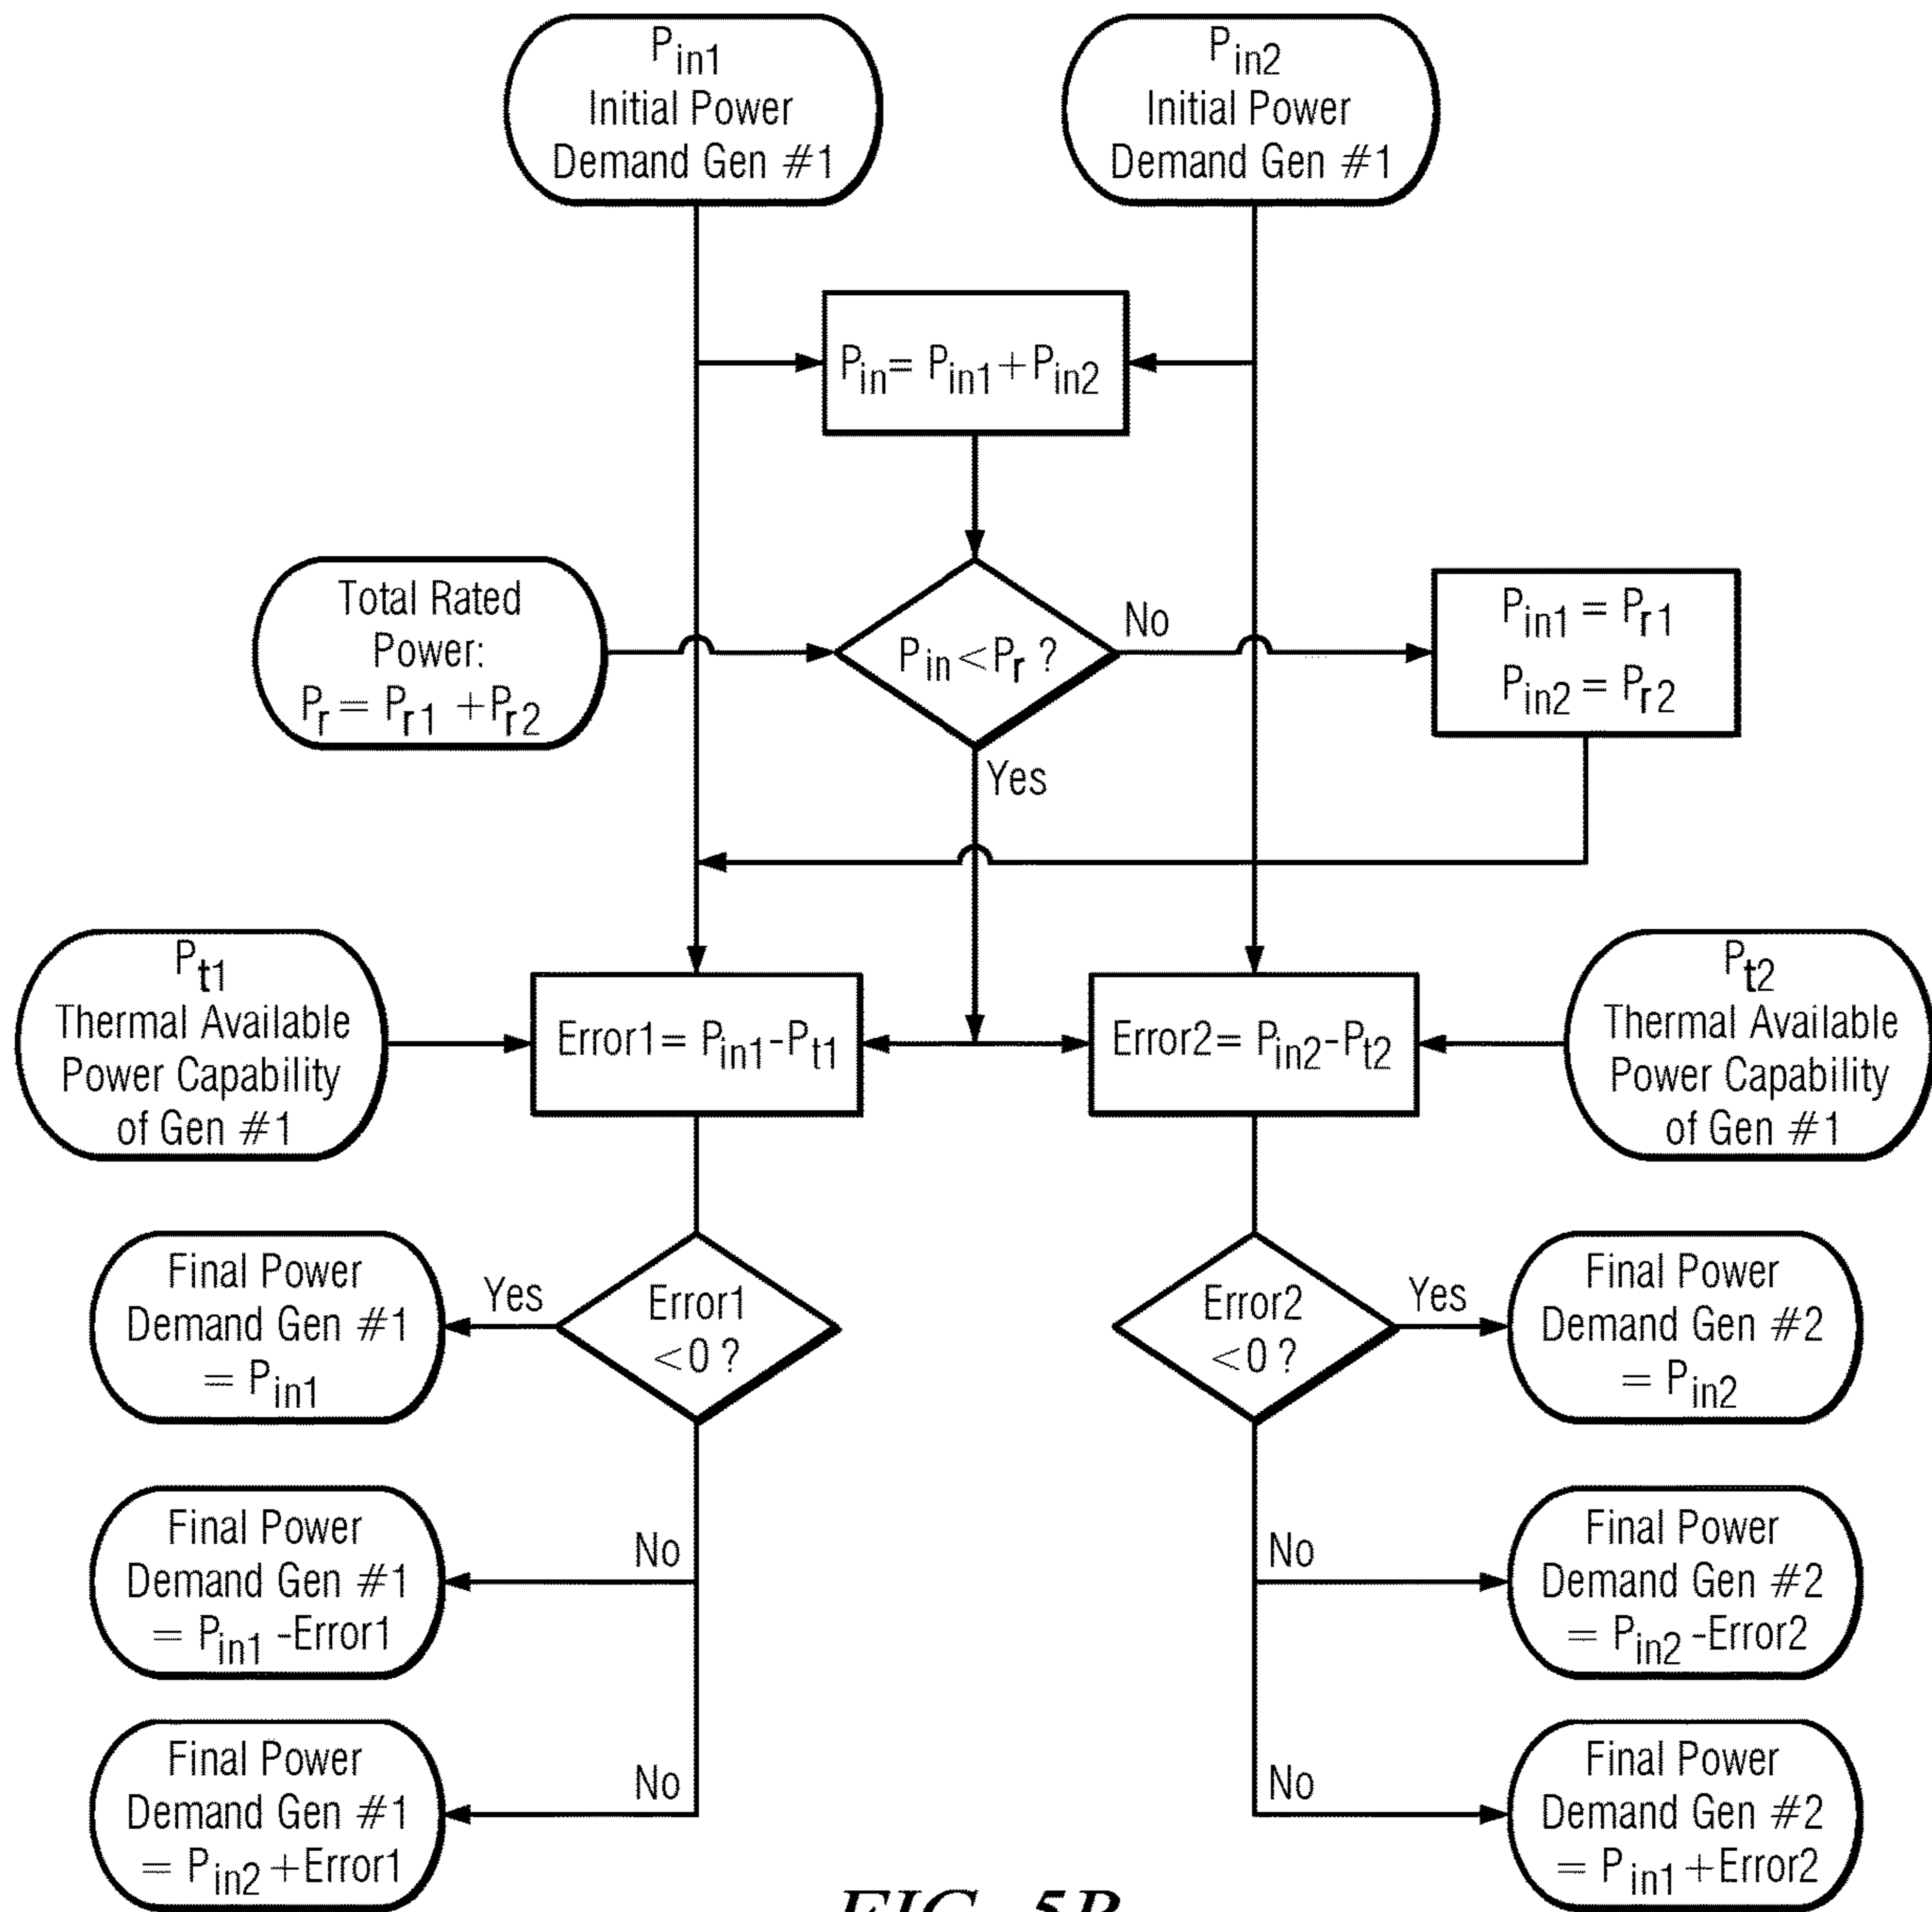 Pin1
Initial Power
Demand Gen #1
Pin2
Initial Power
Demand Gen #1
Pin= Pin1+Pin2
Total Rated
Power:
Pr= Pr1 +Pr2
Pin<Pr ?
No
Yes
Pin1 = Pr1
Pin2 = Pr2
Pt1
Thermal Available
Power Capability
of Gen #1
Error1= Pin1-Pt1
Error2= Pin2-Pt2
Pt2
Thermal Available
Power Capability
of Gen #1
Final Power
Demand Gen #1
= Pin1
Yes
Error1
<0 ?
Error2
<0 ?
Yes
Final Power
Demand Gen #2
= Pin2
Final Power
Demand Gen #1
= Pin1 -Error1
No
No
Final Power
Demand Gen #2
= Pin2 -Error2
Final Power
Demand Gen #1
= Pin2 +Error1
No
No
Final Power
Demand Gen #2
= Pin1 +Error2
FIG. 5B